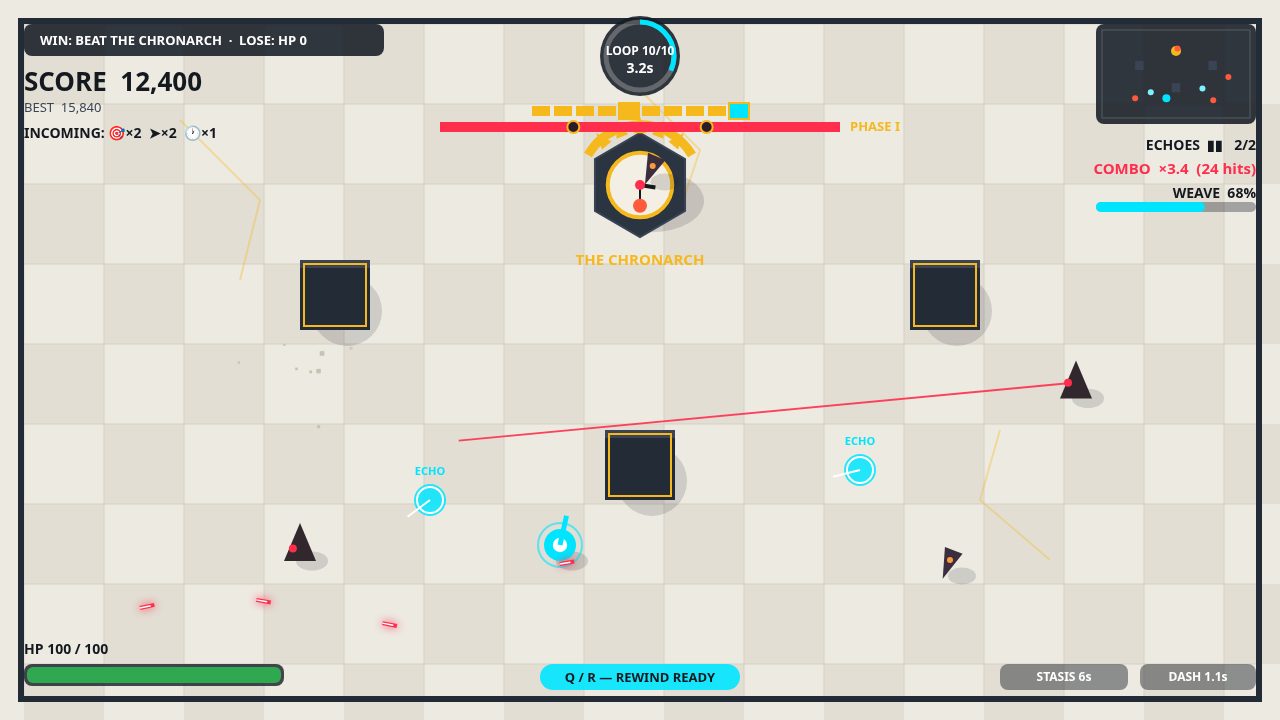 WIN: BEAT THE CHRONARCH · LOSE: HP 0
SCORE 12,400
BEST 15,840
INCOMING: 🎯×2 ➤×2 🕐×1
LOOP 10/10
3.2s
PHASE I
THE CHRONARCH
ECHOES ▮▮ 2/2
COMBO ×3.4 (24 hits)
WEAVE 68%
ECHO
ECHO
HP 100 / 100
Q / R — REWIND READY
STASIS 6s
DASH 1.1s